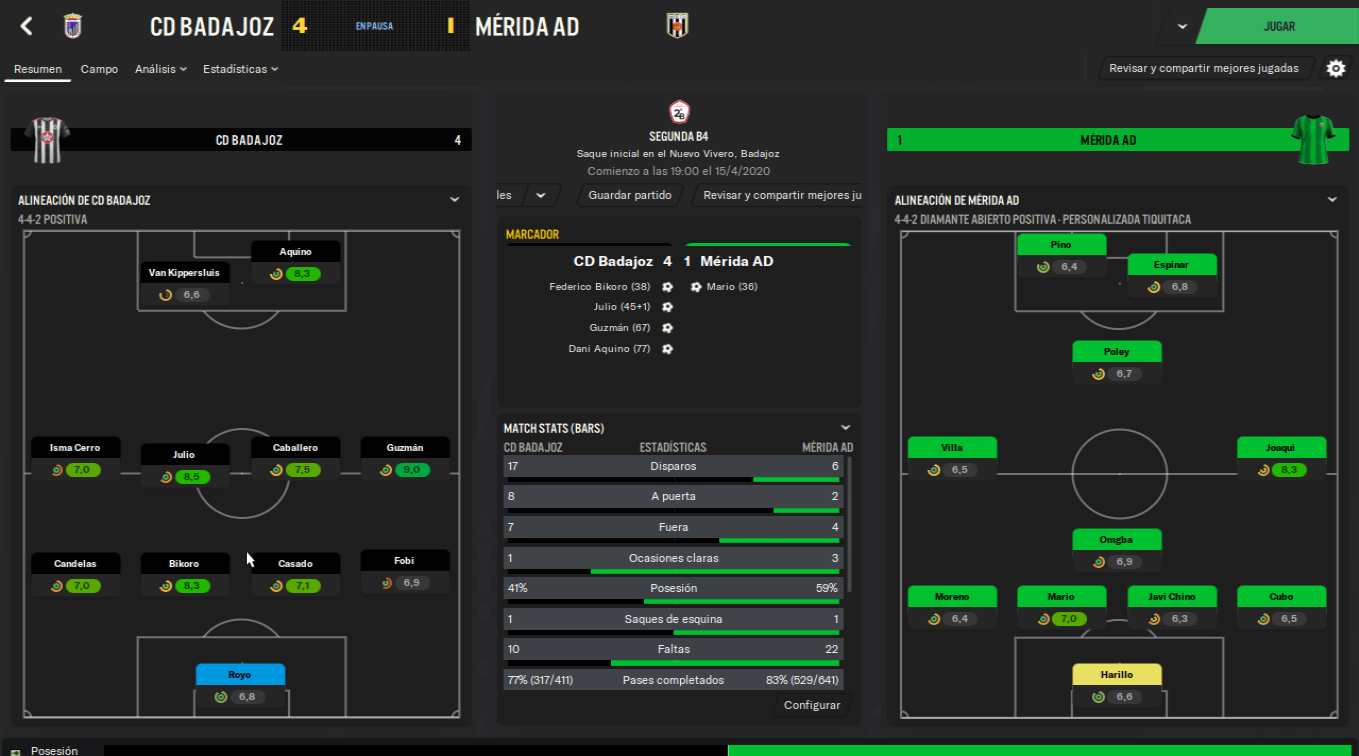 CD BADAJOZ 4 EN PAUSA 1 MÉRIDA AD
JUGAR
Resumen Campo Análisis Estadísticas
Revisar y compartir mejores jugadas
CD BADAJOZ 4
ALINEACIÓN DE CD BADAJOZ
4-4-2 POSITIVA
Aquino
8,3
Van Kippersluis
6,6
Isma Cerro
7,0
Julio
8,5
Caballero
7,5
Guzmán
9,0
Candelas
7,0
Bikoro
8,3
Casado
7,1
Fobi
6,9
Royo
6,8
2ªB
SEGUNDA B4
Saque inicial en el Nuevo Vivero, Badajoz
Comienzo a las 19:00 el 15/4/2020
les
Guardar partido
Revisar y compartir mejores ju
MARCADOR
CD Badajoz 4 1 Mérida AD
Federico Bikoro (38) Mario (36)
Julio (45+1)
Guzmán (67)
Dani Aquino (77)
MATCH STATS (BARS)
CD BADAJOZ ESTADÍSTICAS MÉRIDA AD
17 Disparos 6
8 A puerta 2
7 Fuera 4
1 Ocasiones claras 3
41% Posesión 59%
1 Saques de esquina 1
10 Faltas 22
77% (317/411) Pases completados 83% (529/641)
Configurar
1 MÉRIDA AD
ALINEACIÓN DE MÉRIDA AD
4-4-2 DIAMANTE ABIERTO POSITIVA - PERSONALIZADA TIQUITACA
Pino
6,4
Espinar
6,8
Poley
6,7
Villa
6,5
Joaqui
8,3
Omgba
6,9
Moreno
6,4
Mario
7,0
Javi Chino
6,3
Cubo
6,5
Harillo
6,6
Posesión